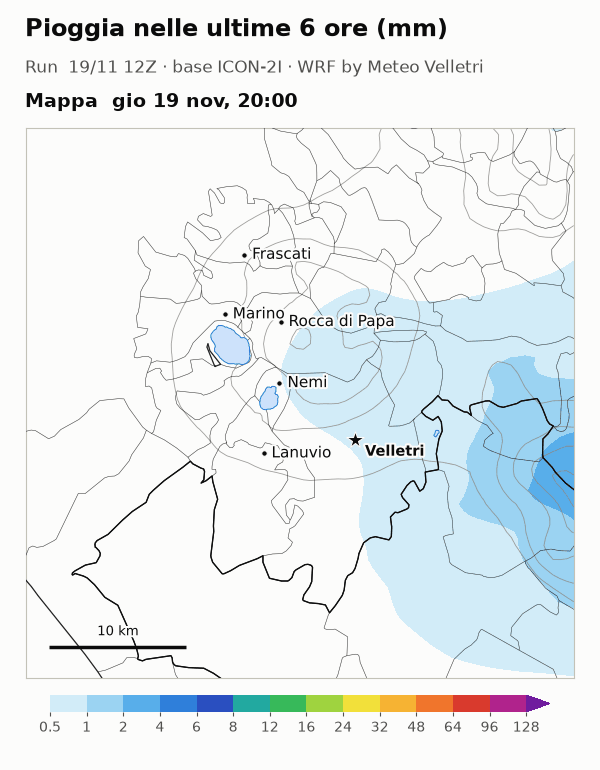 Pioggia nelle ultime 6 ore (mm)
Run  19/11 12Z · base ICON-2I · WRF by Meteo Velletri
Mappa  gio 19 nov, 20:00
Frascati
Marino
Rocca di Papa
Nemi
Velletri
Lanuvio
10 km
0.5 1 2 4 6 8 12 16 24 32 48 64 96 128